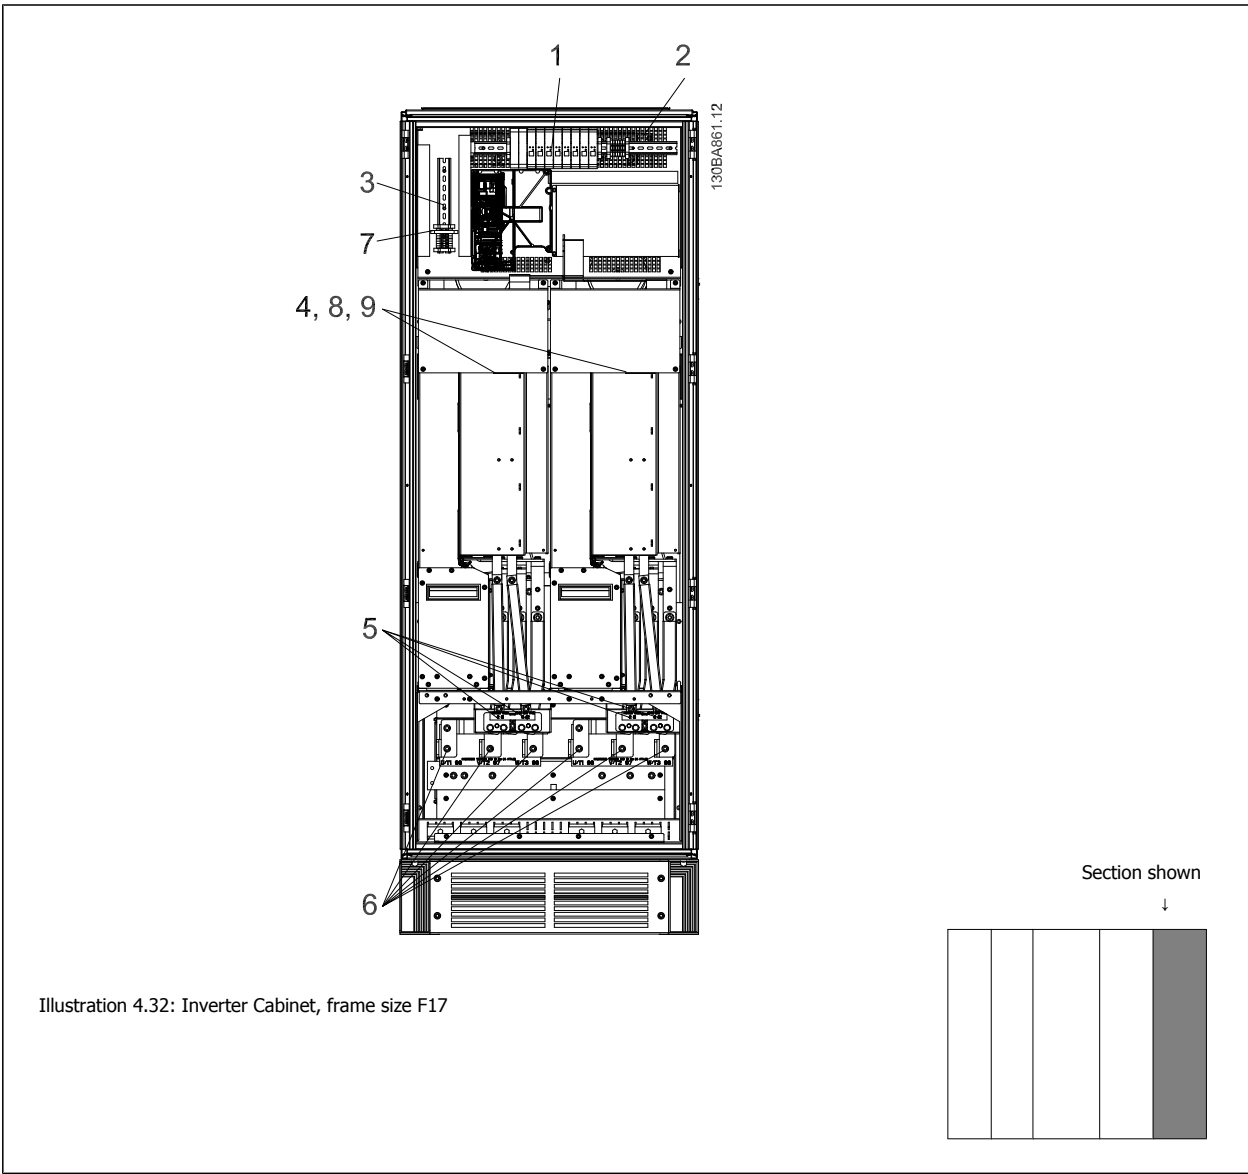 1
2
130BA861.12
3
7
4, 8, 9
5
6
Section shown
↓
Illustration 4.32: Inverter Cabinet, frame size F17